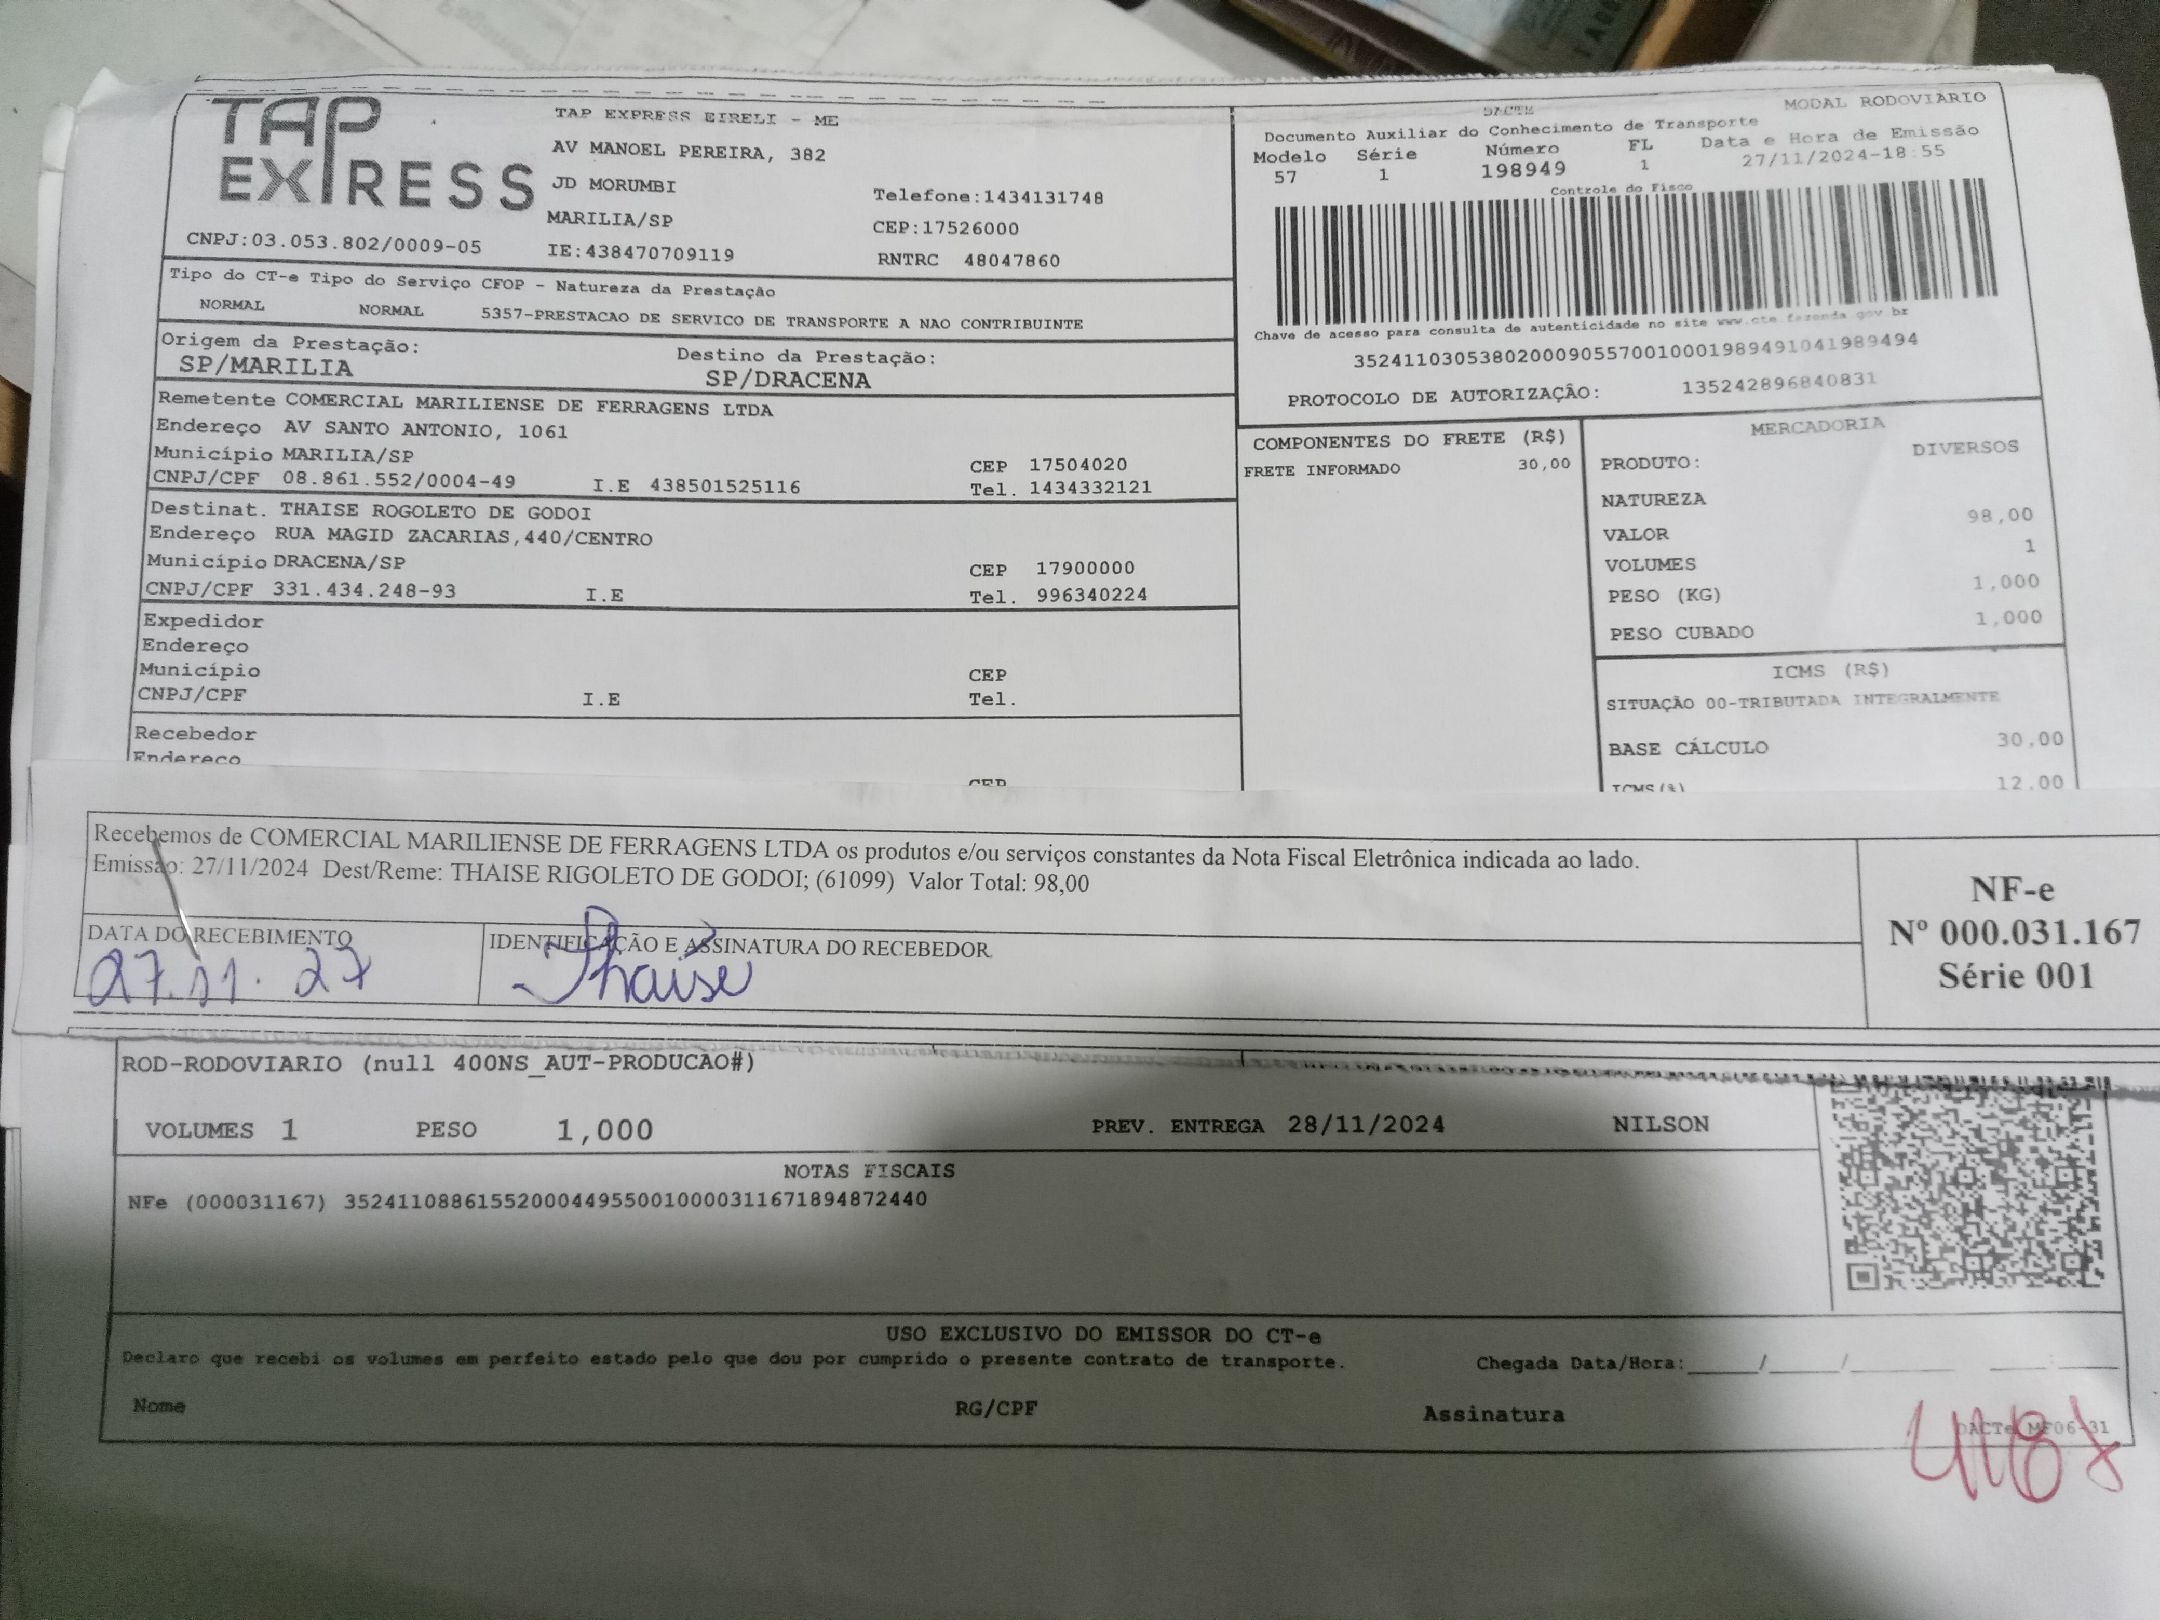 TAP EXPRESS
TAP EXPRESS EIRELI - ME
AV MANOEL PEREIRA, 382
JD MORUMBI
Telefone:1434131748
MARILIA/SP
CEP:17526000
CNPJ:03.053.802/0009-05
IE:438470709119
RNTRC 48047860
DACTE
MODAL RODOVIARIO
Documento Auxiliar do Conhecimento de Transporte
Modelo Série Número FL Data e Hora de Emissão
57 1 198949 1 27/11/2024-18:55
Controle do Fisco
Chave de acesso para consulta de autenticidade no site www.cte.fazenda.gov.br
35241103053802000905570010001989491041989494
PROTOCOLO DE AUTORIZAÇÃO: 135242896840831
Tipo do CT-e Tipo do Serviço CFOP - Natureza da Prestação
NORMAL NORMAL 5357-PRESTACAO DE SERVICO DE TRANSPORTE A NAO CONTRIBUINTE
Origem da Prestação: Destino da Prestação:
SP/MARILIA SP/DRACENA
Remetente COMERCIAL MARILIENSE DE FERRAGENS LTDA
Endereço AV SANTO ANTONIO, 1061
Município MARILIA/SP CEP 17504020
CNPJ/CPF 08.861.552/0004-49 I.E 438501525116 Tel. 1434332121
Destinat. THAISE ROGOLETO DE GODOI
Endereço RUA MAGID ZACARIAS,440/CENTRO
Município DRACENA/SP CEP 17900000
CNPJ/CPF 331.434.248-93 I.E Tel. 996340224
Expedidor
Endereço
Município CEP
CNPJ/CPF I.E Tel.
Recebedor
Endereço
CEP
COMPONENTES DO FRETE (R$)
FRETE INFORMADO 30,00
MERCADORIA
PRODUTO: DIVERSOS
NATUREZA
VALOR 98,00
VOLUMES 1
PESO (KG) 1,000
PESO CUBADO 1,000
ICMS (R$)
SITUAÇÃO 00-TRIBUTADA INTEGRALMENTE
BASE CÁLCULO 30,00
ICMS(%) 12,00
Recebemos de COMERCIAL MARILIENSE DE FERRAGENS LTDA os produtos e/ou serviços constantes da Nota Fiscal Eletrônica indicada ao lado.
Emissão: 27/11/2024 Dest/Reme: THAISE RIGOLETO DE GODOI; (61099) Valor Total: 98,00
DATA DO RECEBIMENTO
27.11.27
IDENTIFICAÇÃO E ASSINATURA DO RECEBEDOR
Thaise
NF-e
Nº 000.031.167
Série 001
ROD-RODOVIARIO (null 400NS_AUT-PRODUCAO#)
VOLUMES 1 PESO 1,000 PREV. ENTREGA 28/11/2024 NILSON
NOTAS FISCAIS
NFe (000031167) 35241108861552000449550010000311671894872440
USO EXCLUSIVO DO EMISSOR DO CT-e
Declaro que recebi os volumes em perfeito estado pelo que dou por cumprido o presente contrato de transporte. Chegada Data/Hora:_____/_____/_____ ___:___
Nome RG/CPF Assinatura
DACTe MF06-31